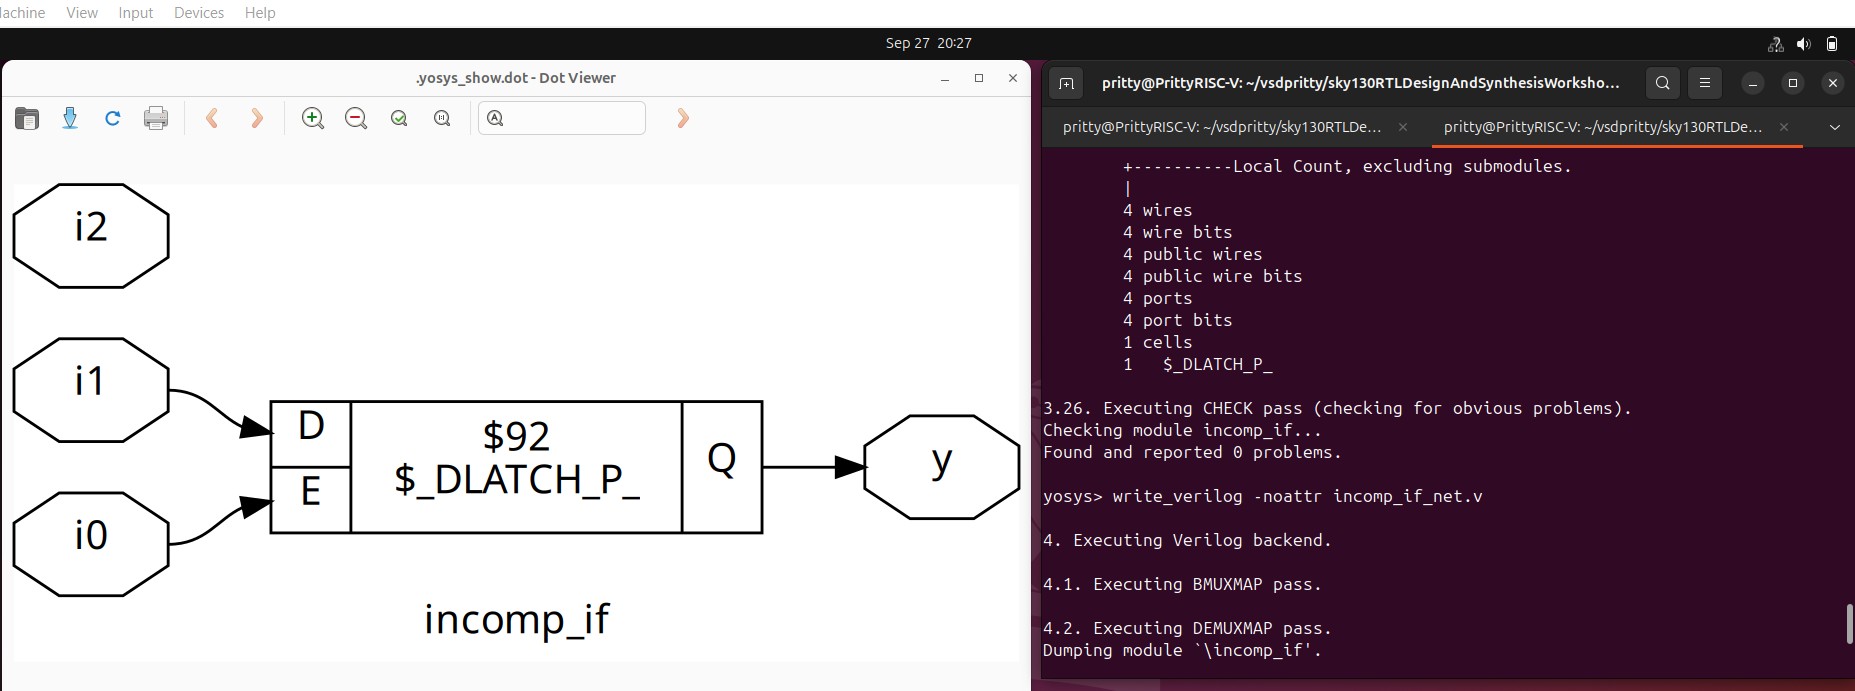 Machine View Input Devices Help
Sep 27 20:27
.yosys_show.dot - Dot Viewer
i2
i1
i0
D
E
$92
$_DLATCH_P_
Q
y
incomp_if
pritty@PrittyRISC-V: ~/vsdpritty/sky130RTLDesignAndSynthesisWorksho...
pritty@PrittyRISC-V: ~/vsdpritty/sky130RTLDe...
pritty@PrittyRISC-V: ~/vsdpritty/sky130RTLDe...
+----------Local Count, excluding submodules.
|
4 wires
4 wire bits
4 public wires
4 public wire bits
4 ports
4 port bits
1 cells
1 $_DLATCH_P_
3.26. Executing CHECK pass (checking for obvious problems).
Checking module incomp_if...
Found and reported 0 problems.
yosys> write_verilog -noattr incomp_if_net.v
4. Executing Verilog backend.
4.1. Executing BMUXMAP pass.
4.2. Executing DEMUXMAP pass.
Dumping module `\incomp_if'.